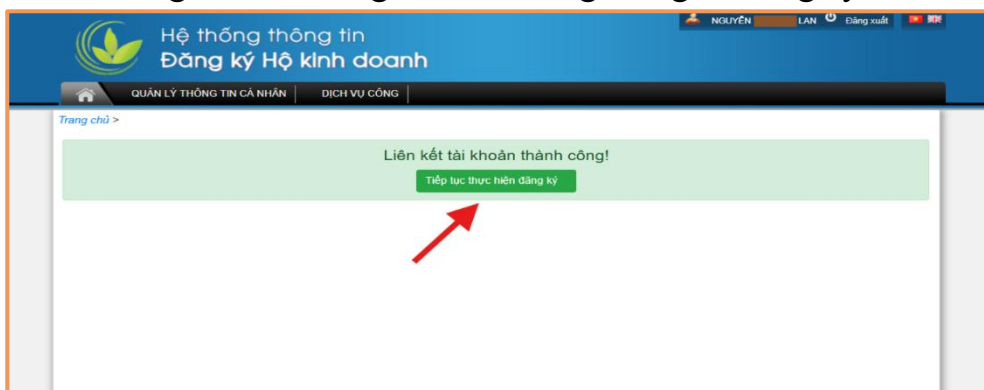 NGUYỄN LAN Đăng xuất
Hệ thống thông tin
Đăng ký Hộ kinh doanh
QUẢN LÝ THÔNG TIN CÁ NHÂN DỊCH VỤ CÔNG
Trang chủ >
Liên kết tài khoản thành công!
Tiếp tục thực hiện đăng ký